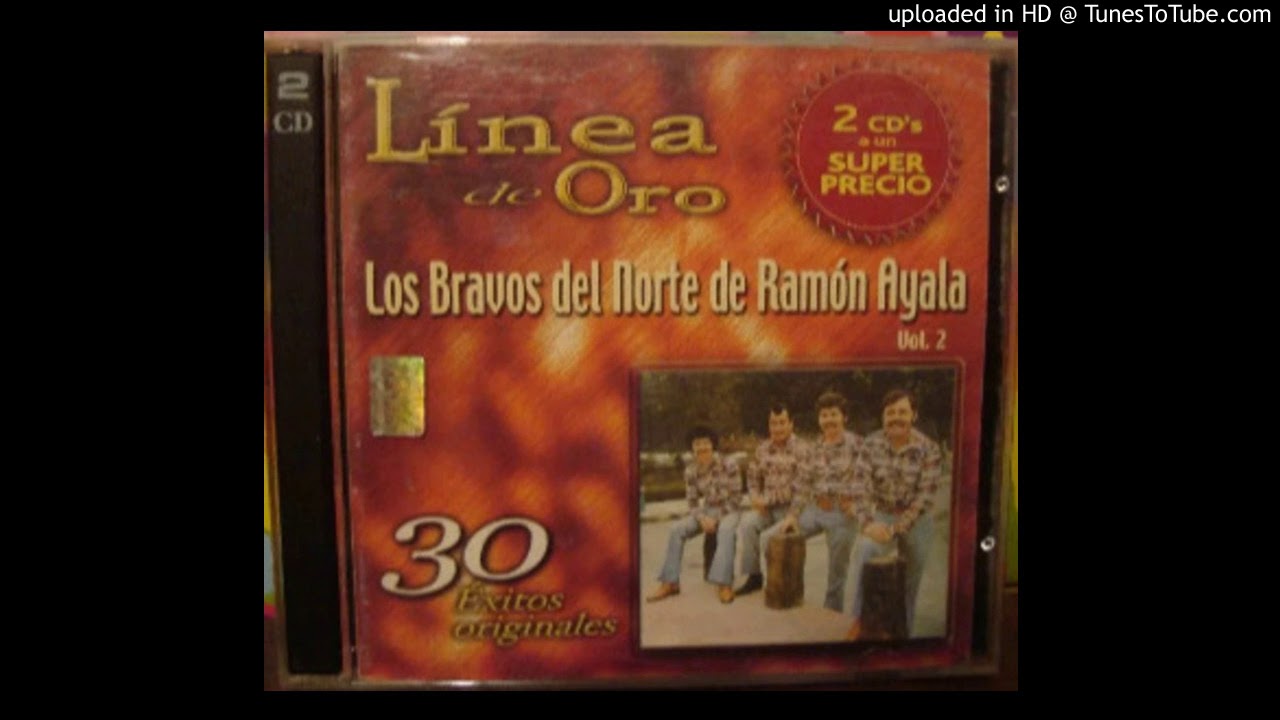 uploaded in HD @ TunesToTube.com
2
CD
Línea
de Oro
2 CD's
a un
SUPER
PRECIO
Los Bravos del Norte de Ramón Ayala
Vol. 2
30
Éxitos
originales